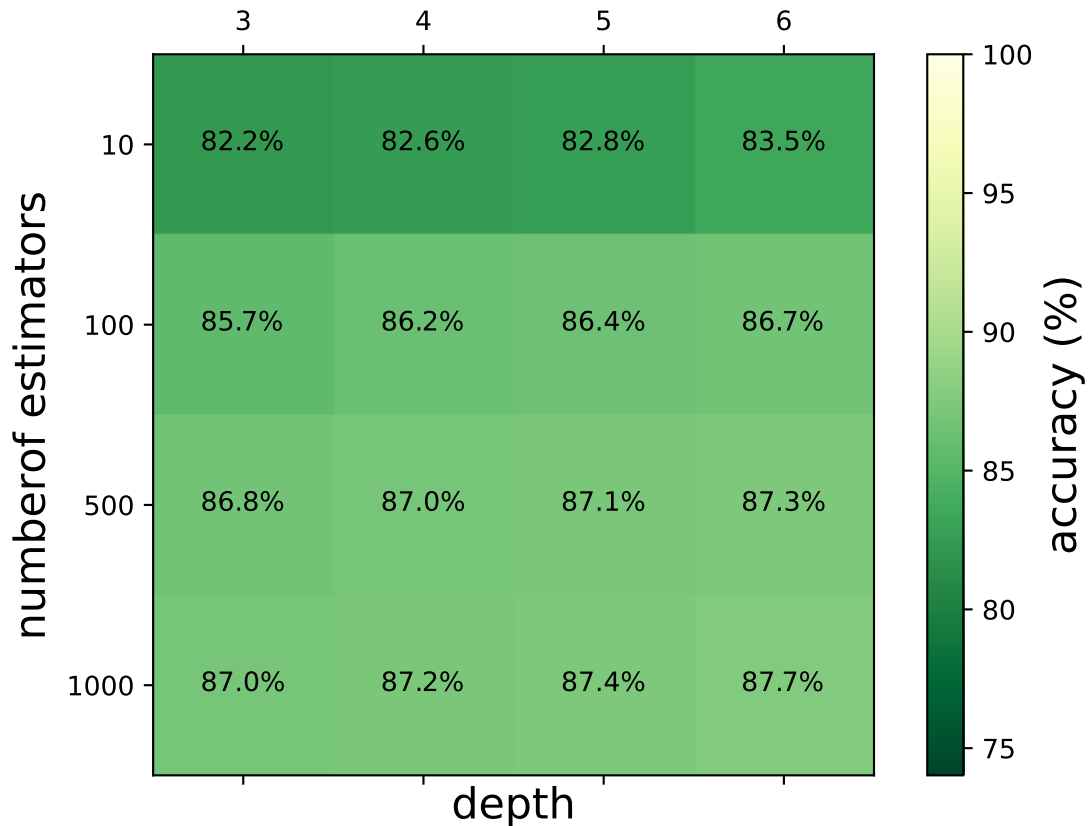 3 4 5 6
100
10 82.2% 82.6% 82.8% 83.5%
95
100 85.7% 86.2% 86.4% 86.7%
90
500 86.8% 87.0% 87.1% 87.3%
85
80
1000 87.0% 87.2% 87.4% 87.7%
75
numberof estimators
depth
accuracy (%)